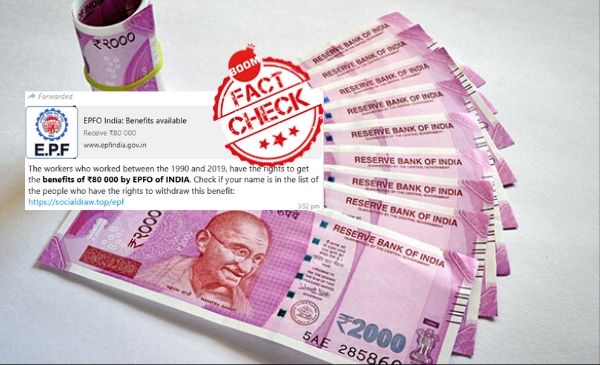 ₹2000
RESERVE BANK OF INDIA
RESERVE BANK OF INDIA
RESERVE BANK OF INDIA
RESERVE BANK OF INDIA
RESERVE BANK OF INDIA
RESERVE BANK OF INDIA
RESERVE BANK OF INDIA
RESERVE BANK OF INDIA
BOOM
FACT
CHECK
Forwarded
E.P.F
EPFO India: Benefits available
Receive ₹80 000
www.epfindia.gov.in
The workers who worked between the 1990 and 2019, have the rights to get
the benefits of ₹80 000 by EPFO of INDIA. Check if your name is in the list of
the people who have the rights to withdraw this benefit:
https://socialdraw.top/epf
3:52 pm
RESERVE BANK OF INDIA
₹2000
5AE 285860